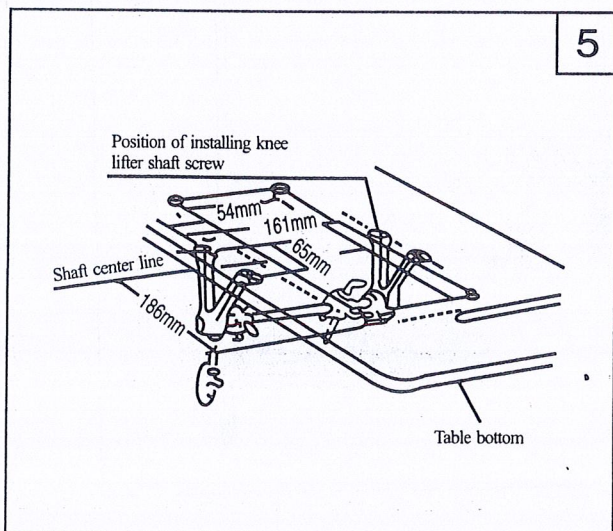 5
Position of installing knee
lifter shaft screw
54mm
161mm
65mm
Shaft center line
186mm
Table bottom